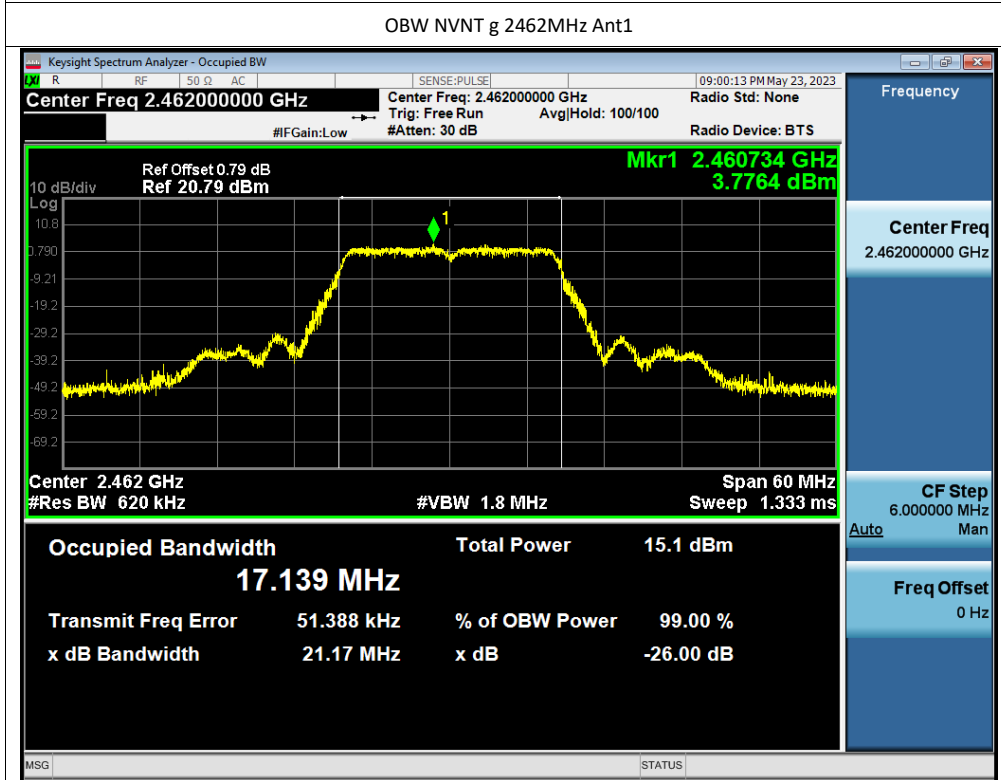 OBW NVNT g 2462MHz Ant1
Keysight Spectrum Analyzer - Occupied BW
LXI R RF 50 Ω AC SENSE:PULSE 09:00:13 PM May 23, 2023
Center Freq 2.462000000 GHz Center Freq: 2.462000000 GHz Radio Std: None
Trig: Free Run Avg|Hold: 100/100
#IFGain:Low #Atten: 30 dB Radio Device: BTS
Frequency
Mkr1 2.460734 GHz
3.7764 dBm
Ref Offset 0.79 dB
10 dB/div Ref 20.79 dBm
Log
10.8
0.790
-9.21
-19.2
-29.2
-39.2
-49.2
-59.2
-69.2
1
Center Freq
2.462000000 GHz
Center 2.462 GHz Span 60 MHz
#Res BW 620 kHz #VBW 1.8 MHz Sweep 1.333 ms
CF Step
6.000000 MHz
Auto Man
Occupied Bandwidth Total Power 15.1 dBm
17.139 MHz
Transmit Freq Error 51.388 kHz % of OBW Power 99.00 %
x dB Bandwidth 21.17 MHz x dB -26.00 dB
Freq Offset
0 Hz
MSG STATUS